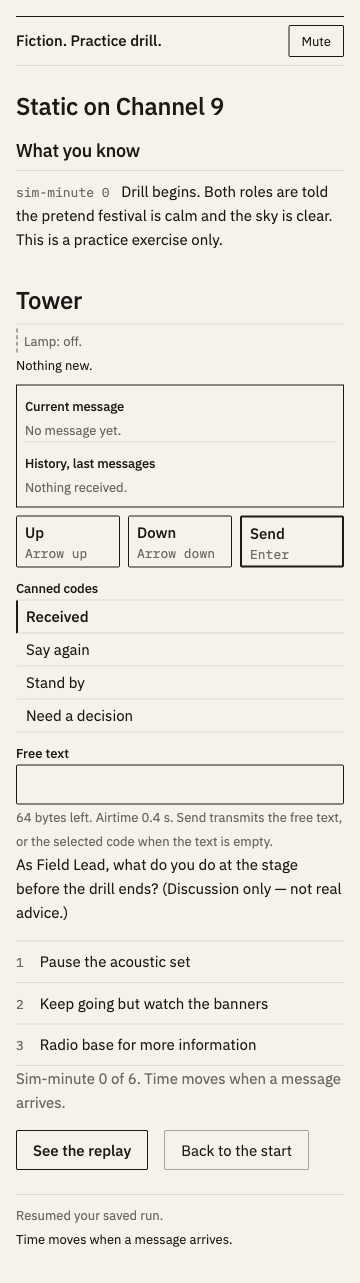 Fiction. Practice drill.
Mute
Static on Channel 9
What you know
sim-minute 0 Drill begins. Both roles are told
the pretend festival is calm and the sky is clear.
This is a practice exercise only.
Tower
Lamp: off.
Nothing new.
Current message
No message yet.
History, last messages
Nothing received.
Up
Arrow up
Down
Arrow down
Send
Enter
Canned codes
Received
Say again
Stand by
Need a decision
Free text
64 bytes left. Airtime 0.4 s. Send transmits the free text,
or the selected code when the text is empty.
As Field Lead, what do you do at the stage
before the drill ends? (Discussion only — not real
advice.)
1 Pause the acoustic set
2 Keep going but watch the banners
3 Radio base for more information
Sim-minute 0 of 6. Time moves when a message
arrives.
See the replay
Back to the start
Resumed your saved run.
Time moves when a message arrives.